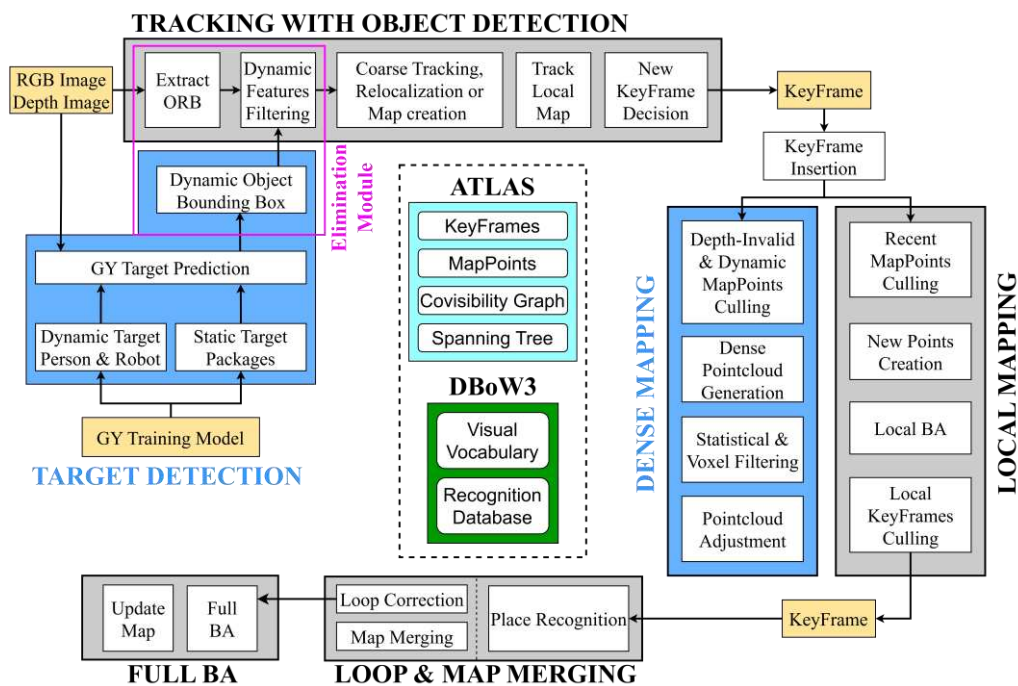 TRACKING WITH OBJECT DETECTION
RGB Image
Depth Image
Extract
ORB
Dynamic
Features
Filtering
Coarse Tracking,
Relocalization or
Map creation
Track
Local
Map
New
KeyFrame
Decision
KeyFrame
KeyFrame
Insertion
Dynamic Object
Bounding Box
Elimination
Module
GY Target Prediction
Dynamic Target
Person & Robot
Static Target
Packages
GY Training Model
TARGET DETECTION
ATLAS
KeyFrames
MapPoints
Covisibility Graph
Spanning Tree
DBoW3
Visual
Vocabulary
Recognition
Database
DENSE MAPPING
Depth-Invalid
& Dynamic
MapPoints
Culling
Dense
Pointcloud
Generation
Statistical &
Voxel Filtering
Pointcloud
Adjustment
Recent
MapPoints
Culling
New Points
Creation
Local BA
Local
KeyFrames
Culling
LOCAL MAPPING
KeyFrame
Place Recognition
Loop Correction
Map Merging
LOOP & MAP MERGING
Full
BA
Update
Map
FULL BA